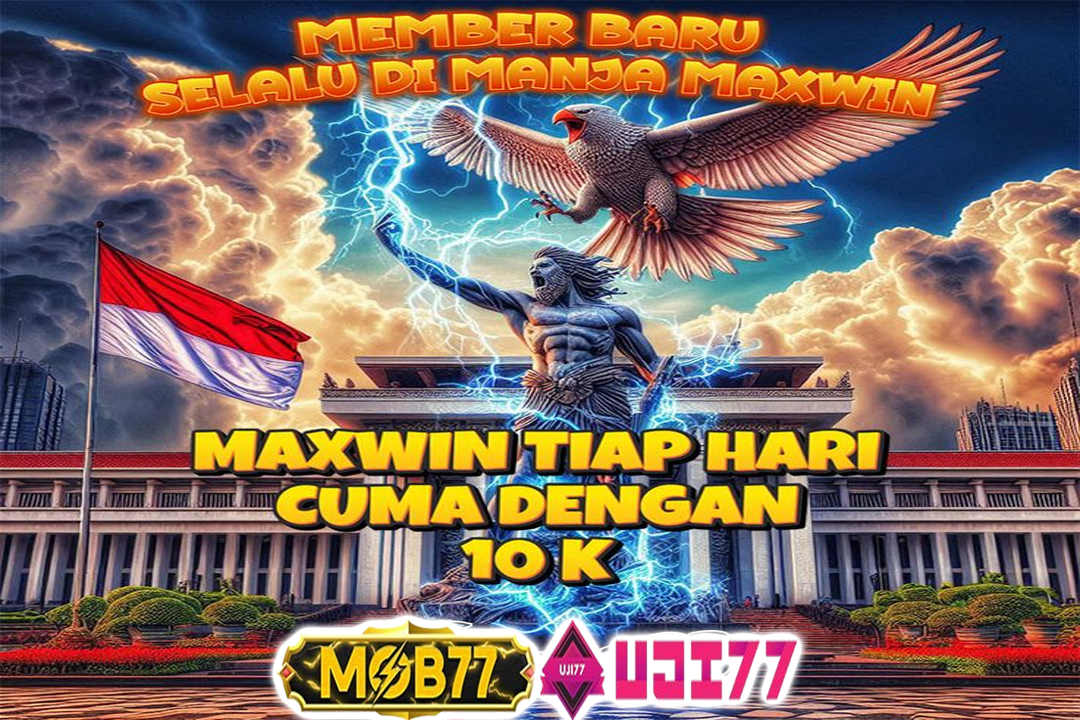 MEMBER BARU
SELALU DI MANJA MAXWIN
MAXWIN TIAP HARI
CUMA DENGAN
10 K
MOB77
UJI77
UJI77